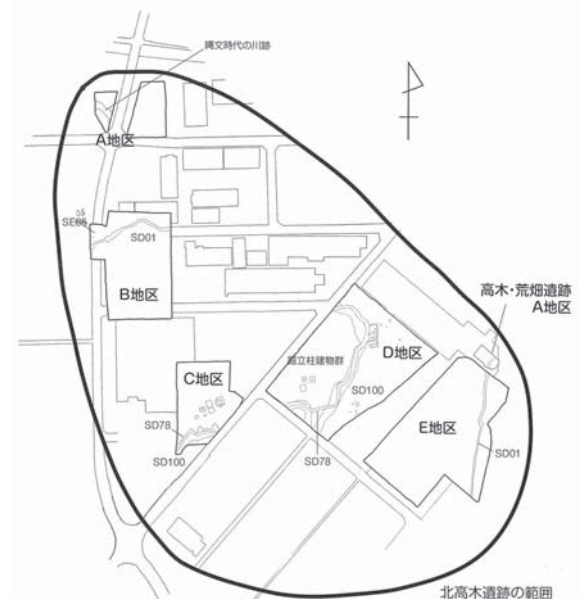 縄文時代の川跡
A地区
SE05
SD01
B地区
高木・荒畑遺跡
A地区
掘立柱建物群
D地区
C地区
SD100
E地区
SD78
SD100
SD78
SD01
北高木遺跡の範囲